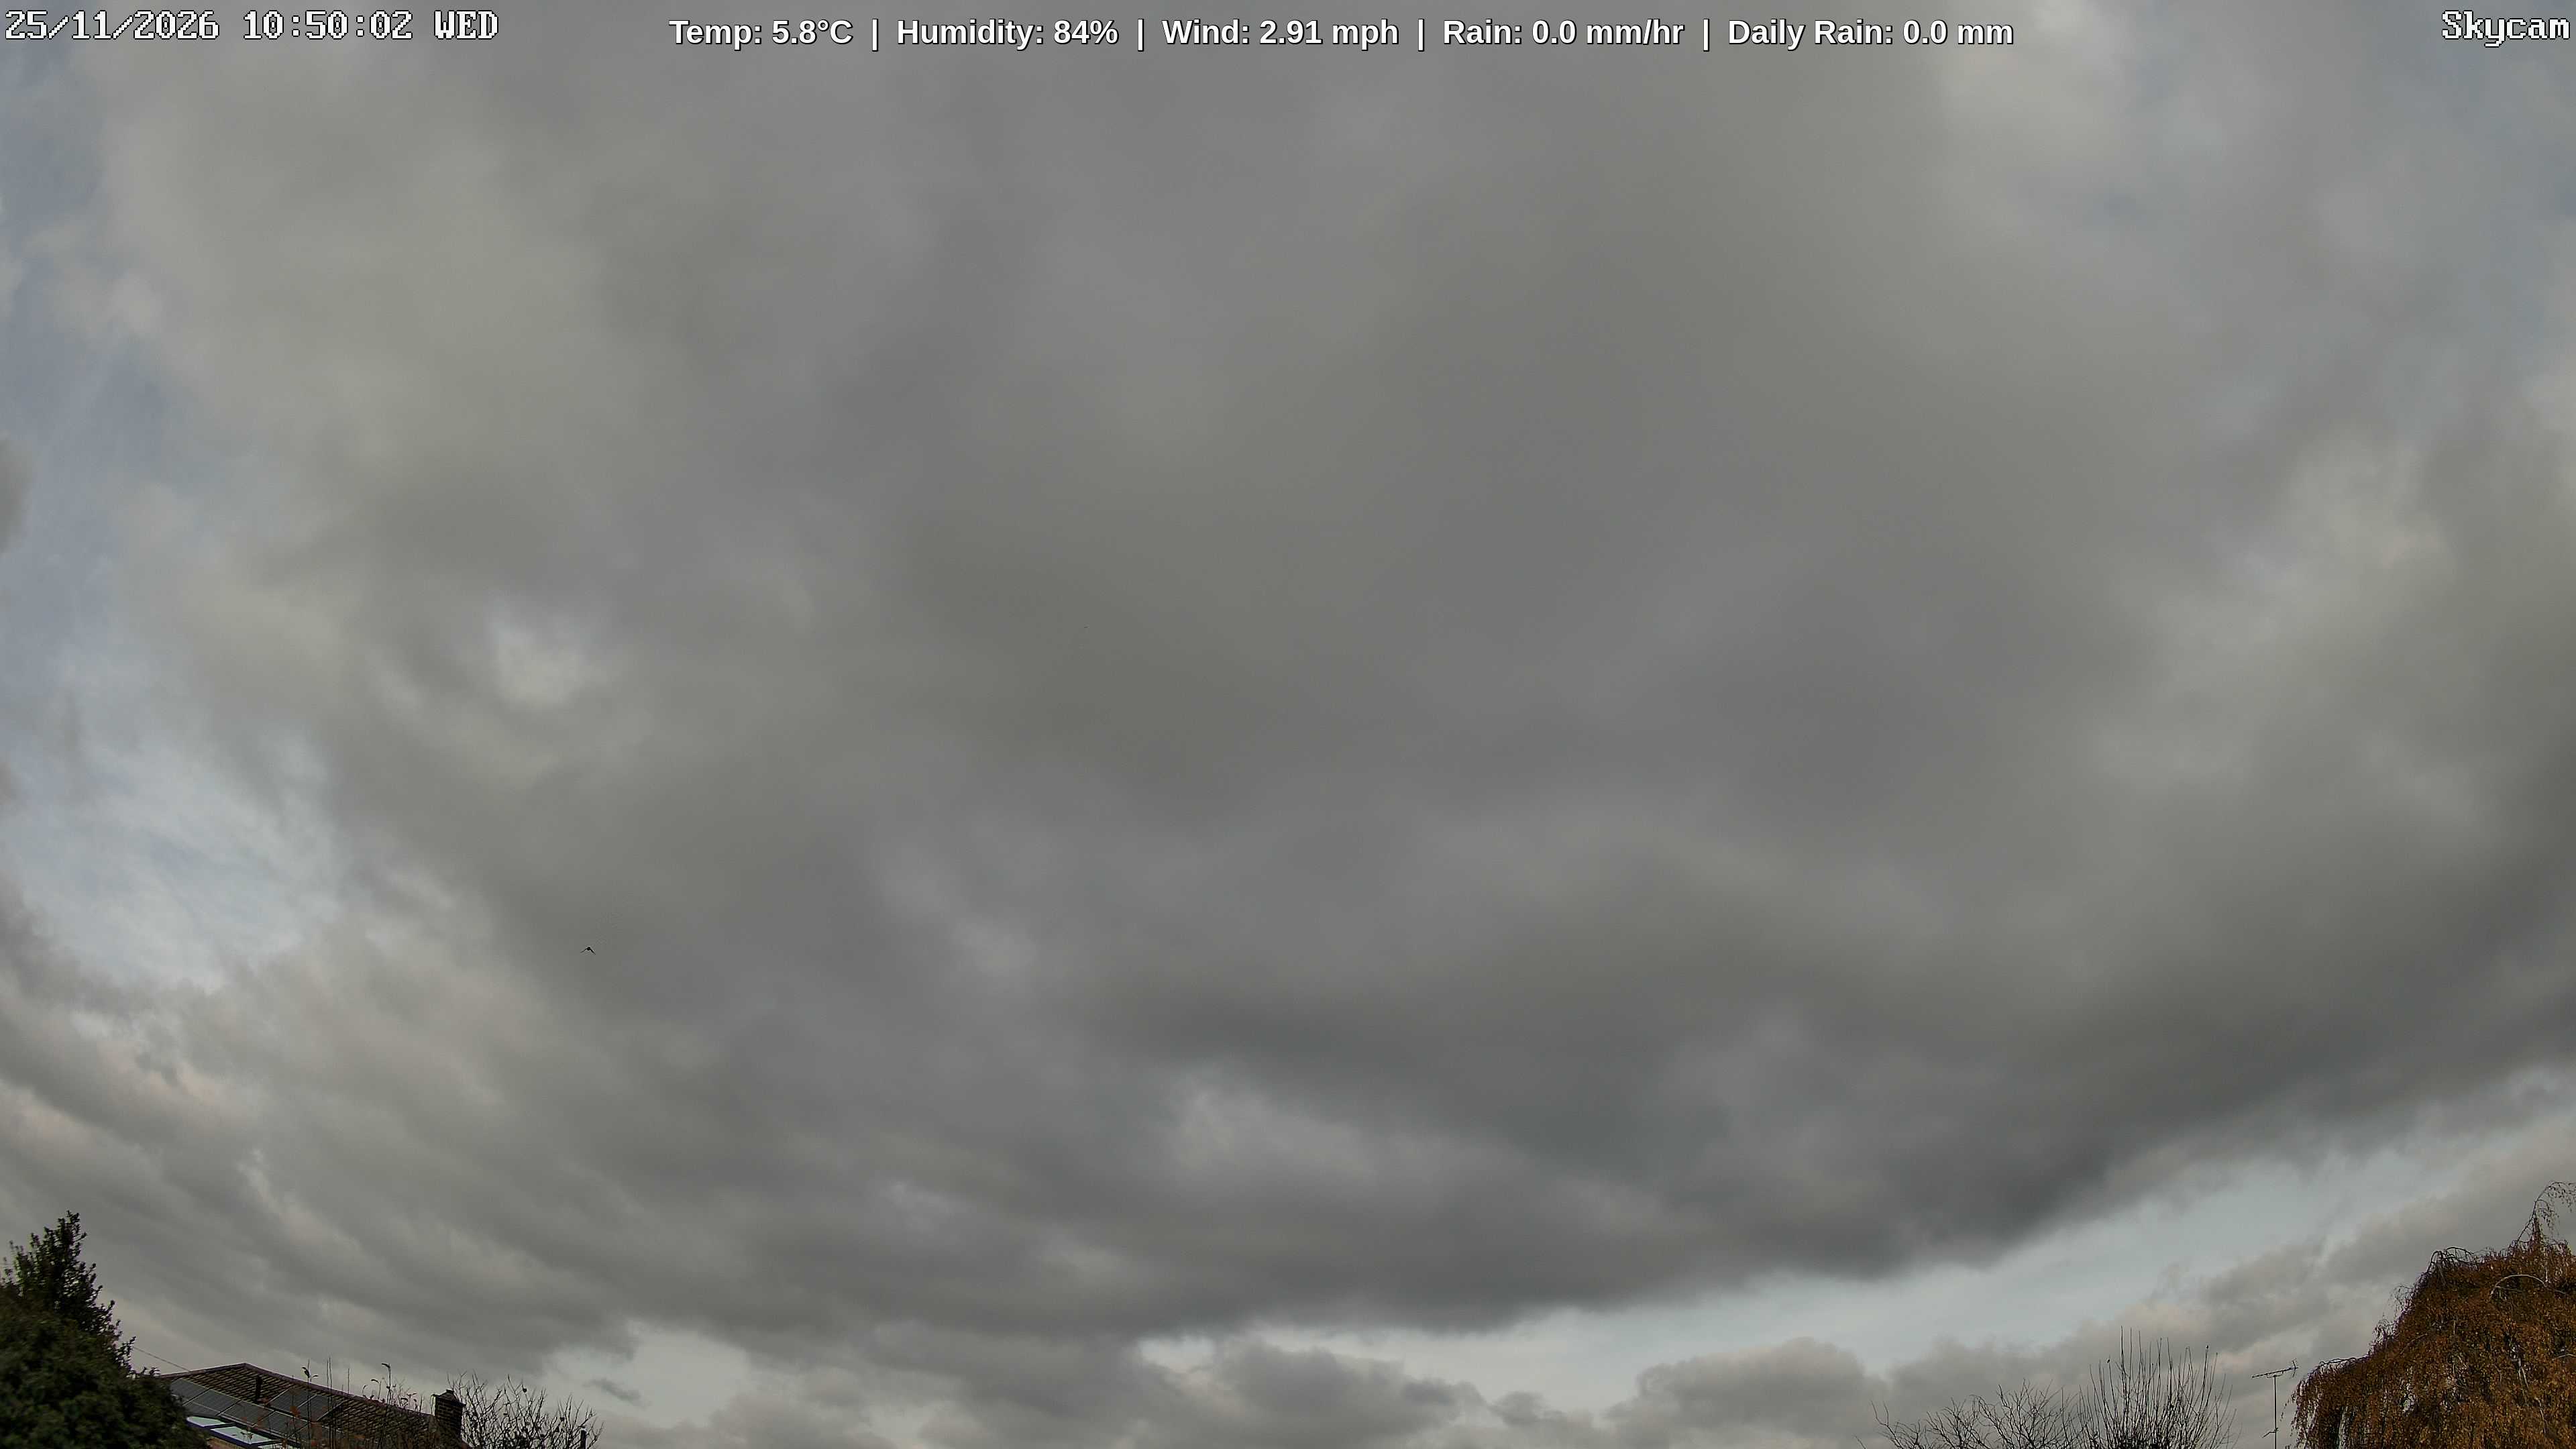 25/11/2026 10:50:02 WED
Temp: 5.8°C | Humidity: 84% | Wind: 2.91 mph | Rain: 0.0 mm/hr | Daily Rain: 0.0 mm
Skycam